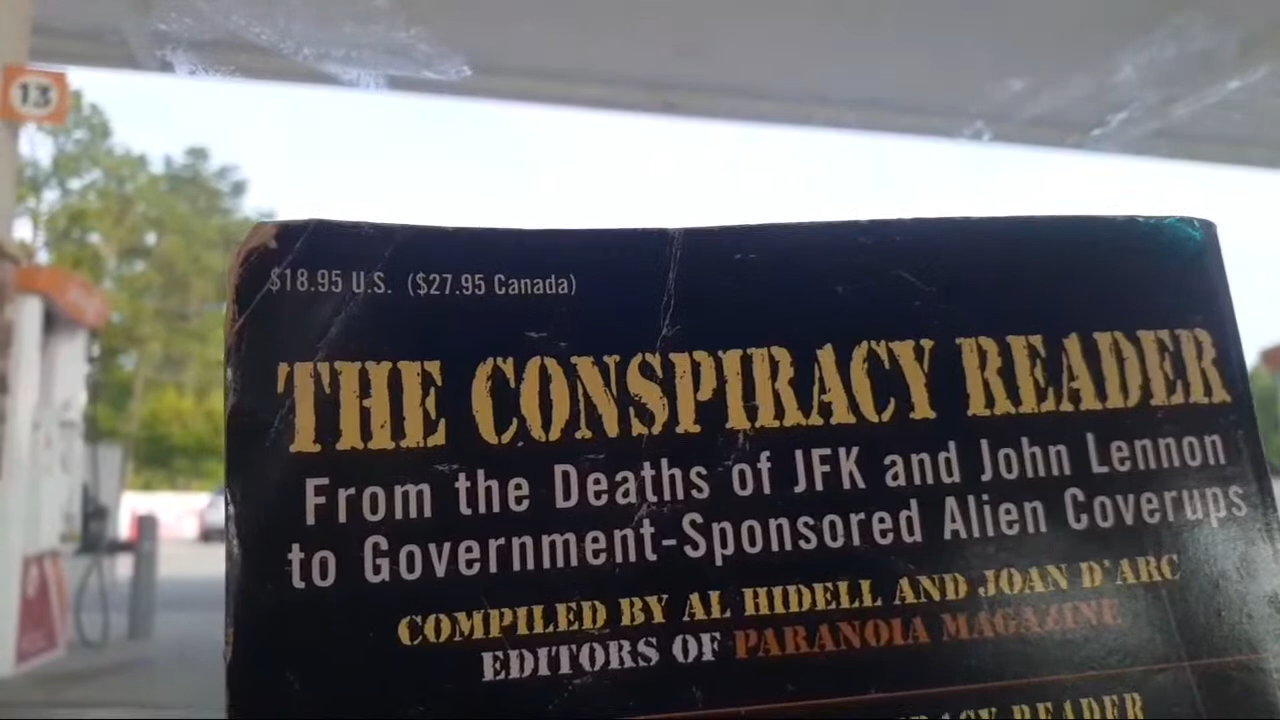 13
$18.95 U.S. ($27.95 Canada)
THE CONSPIRACY READER
From the Deaths of JFK and John Lennon
to Government-Sponsored Alien Coverups
COMPILED BY AL HIDELL AND JOAN D'ARC
EDITORS OF PARANOIA MAGAZINE
READER